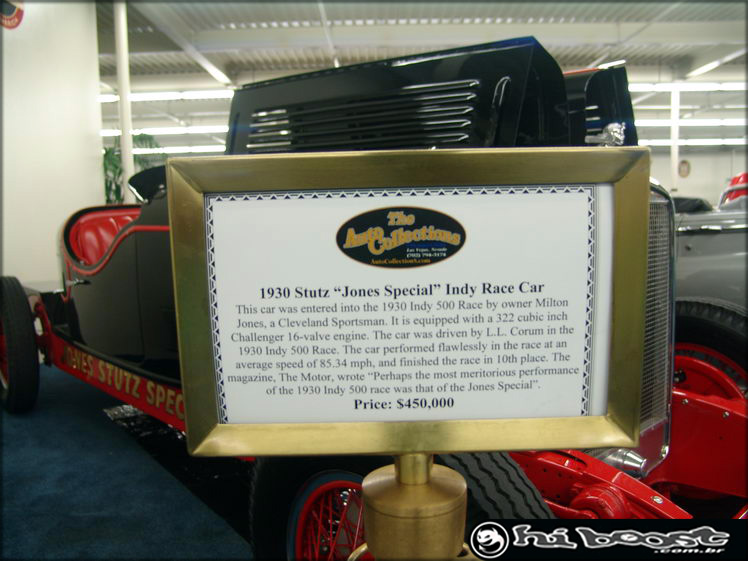 The
Auto Collections
Las Vegas, Nevada
(702) 794-3174
AutoCollections.com
1930 Stutz “Jones Special” Indy Race Car
This car was entered into the 1930 Indy 500 Race by owner Milton
Jones, a Cleveland Sportsman. It is equipped with a 322 cubic inch
Challenger 16-valve engine. The car was driven by L.L. Corum in the
1930 Indy 500 Race. The car performed flawlessly in the race at an
average speed of 85.34 mph, and finished the race in 10th place. The
magazine, The Motor, wrote “Perhaps the most meritorious performance
of the 1930 Indy 500 race was that of the Jones Special”.
Price: $450,000
JONES STUTZ SPEC
hi boost
.com.br